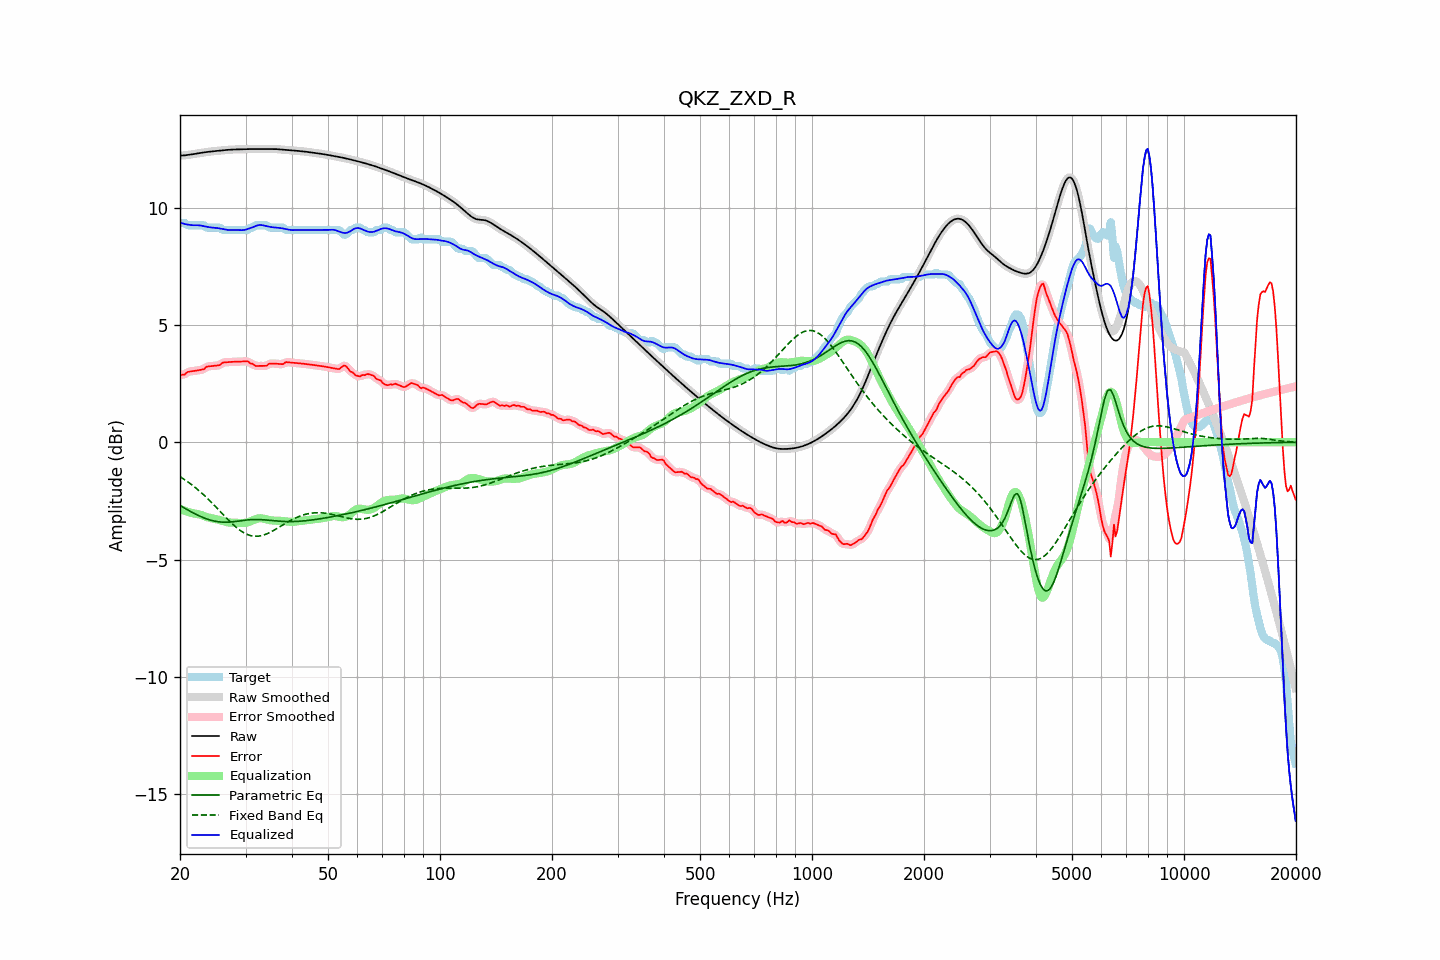 QKZ_ZXD_R
Amplitude (dBr)
10
5
0
−5
−10
−15
Target
Raw Smoothed
Error Smoothed
Raw
Error
Equalization
Parametric Eq
Fixed Band Eq
Equalized
20 50 100 200 500 1000 2000 5000 10000 20000
Frequency (Hz)